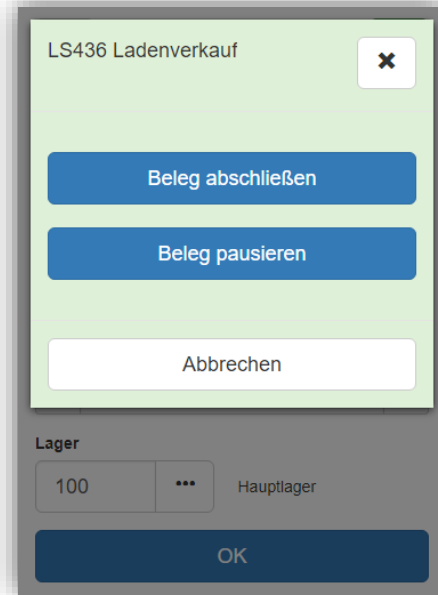 LS436 Ladenverkauf
Beleg abschließen
Beleg pausieren
Abbrechen
Lager
100 ••• Hauptlager
OK